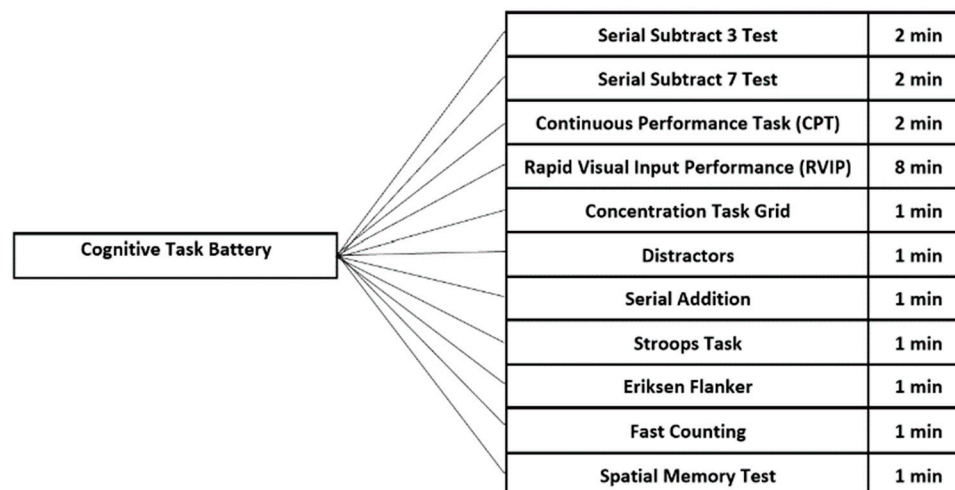 Serial Subtract 3 Test 2 min
Serial Subtract 7 Test 2 min
Continuous Performance Task (CPT) 2 min
Rapid Visual Input Performance (RVIP) 8 min
Concentration Task Grid 1 min
Cognitive Task Battery
Distractors 1 min
Serial Addition 1 min
Stroops Task 1 min
Eriksen Flanker 1 min
Fast Counting 1 min
Spatial Memory Test 1 min